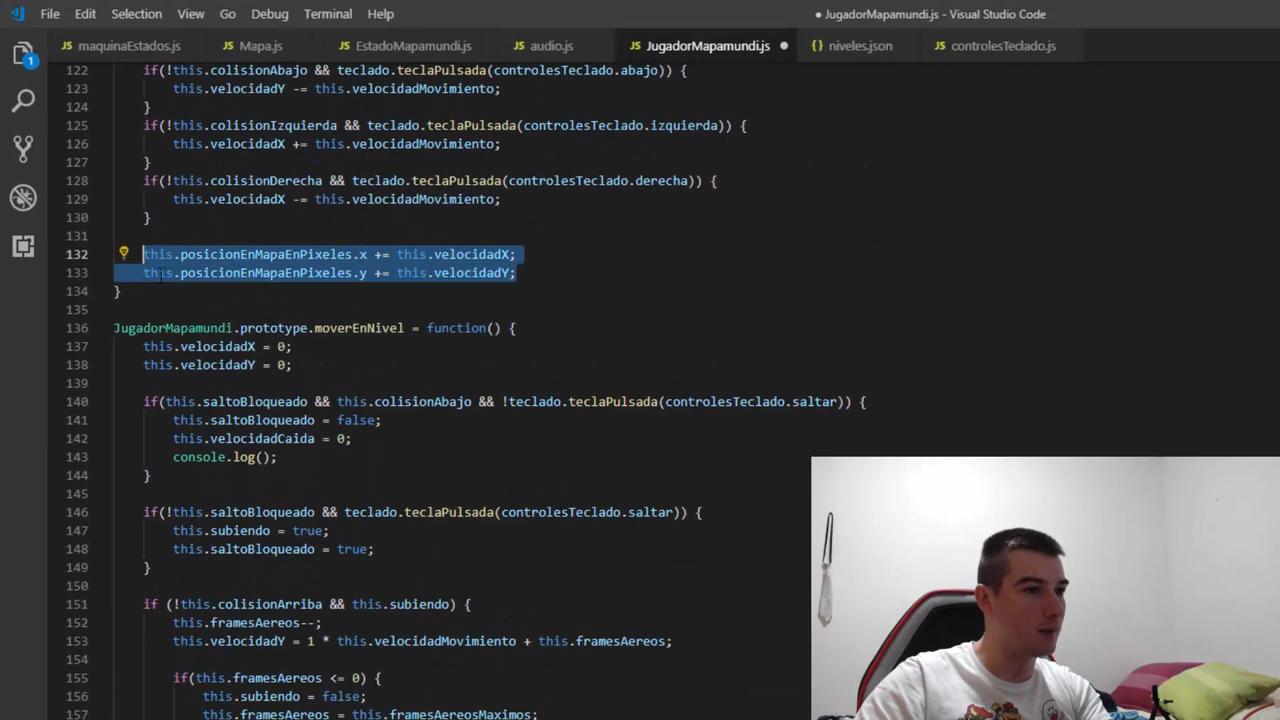 File Edit Selection View Go Debug Terminal Help
● JugadorMapamundi.js - Visual Studio Code
JS maquinaEstados.js JS Mapa.js JS EstadoMapamundi.js JS audio.js JS JugadorMapamundi.js ● {} niveles.json JS controlesTeclado.js
1
122 if(!this.colisionAbajo && teclado.teclaPulsada(controlesTeclado.abajo)) {
123 this.velocidadY -= this.velocidadMovimiento;
124 }
125 if(!this.colisionIzquierda && teclado.teclaPulsada(controlesTeclado.izquierda)) {
126 this.velocidadX += this.velocidadMovimiento;
127 }
128 if(!this.colisionDerecha && teclado.teclaPulsada(controlesTeclado.derecha)) {
129 this.velocidadX -= this.velocidadMovimiento;
130 }
131
132 this.posicionEnMapaEnPixeles.x += this.velocidadX;
133 this.posicionEnMapaEnPixeles.y += this.velocidadY;
134 }
135
136 JugadorMapamundi.prototype.moverEnNivel = function() {
137 this.velocidadX = 0;
138 this.velocidadY = 0;
139
140 if(this.saltoBloqueado && this.colisionAbajo && !teclado.teclaPulsada(controlesTeclado.saltar)) {
141 this.saltoBloqueado = false;
142 this.velocidadCaida = 0;
143 console.log();
144 }
145
146 if(!this.saltoBloqueado && teclado.teclaPulsada(controlesTeclado.saltar)) {
147 this.subiendo = true;
148 this.saltoBloqueado = true;
149 }
150
151 if (!this.colisionArriba && this.subiendo) {
152 this.framesAereos--;
153 this.velocidadY = 1 * this.velocidadMovimiento + this.framesAereos;
154
155 if(this.framesAereos <= 0) {
156 this.subiendo = false;
157 this.framesAereos = this.framesAereosMaximos;